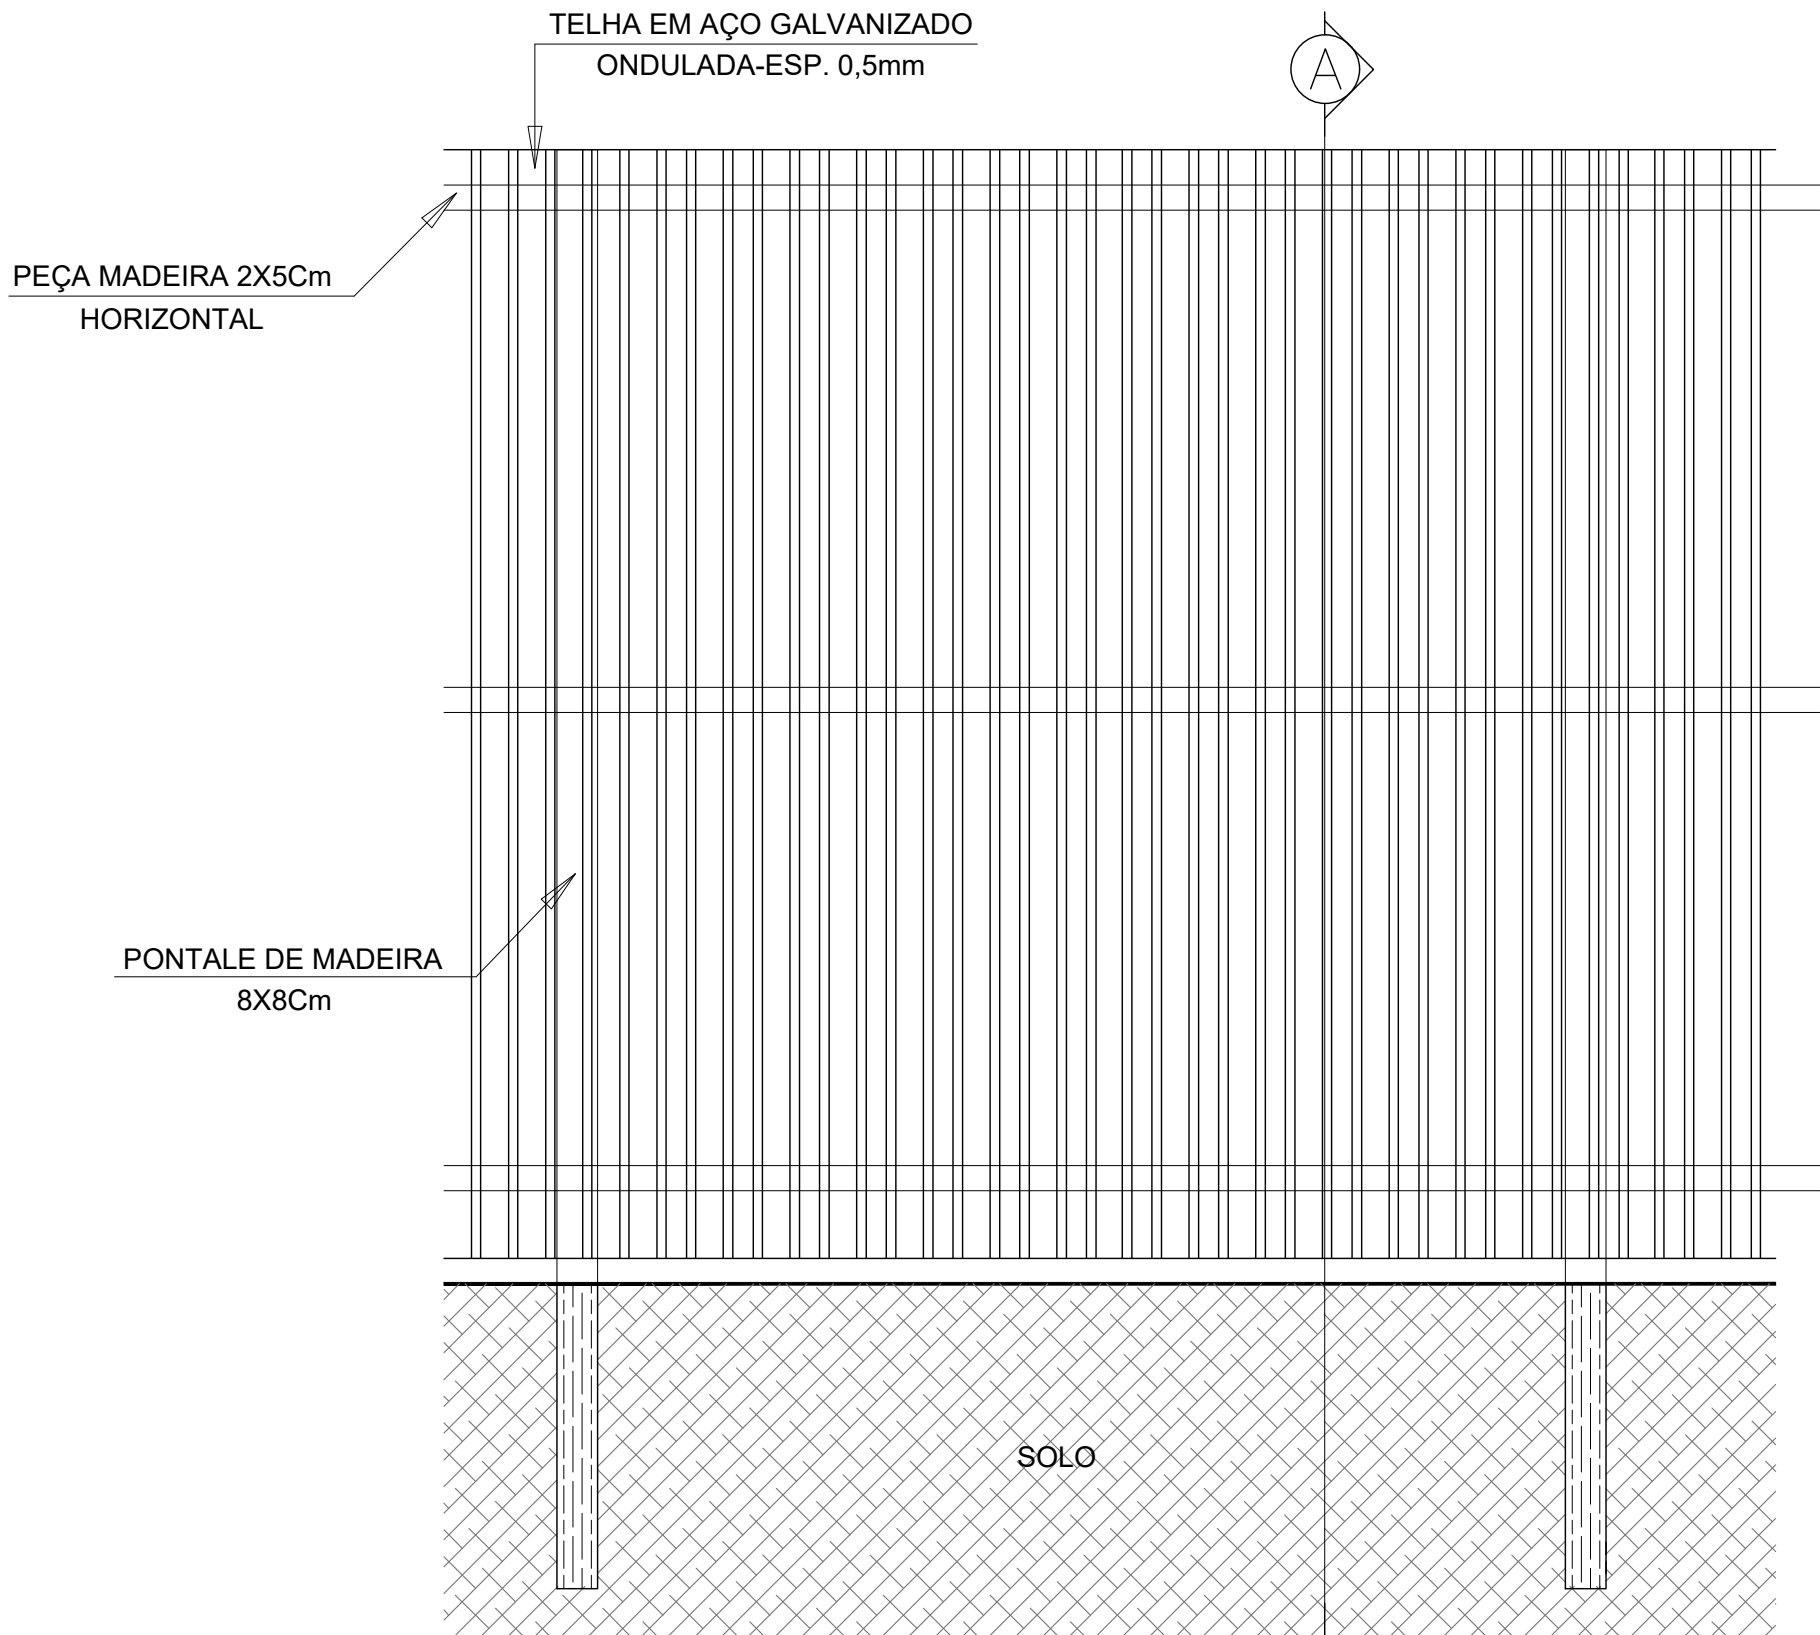 TELHA EM AÇO GALVANIZADO
ONDULADA-ESP. 0,5mm
A
PEÇA MADEIRA 2X5Cm
HORIZONTAL
PONTALE DE MADEIRA
8X8Cm
SOLO